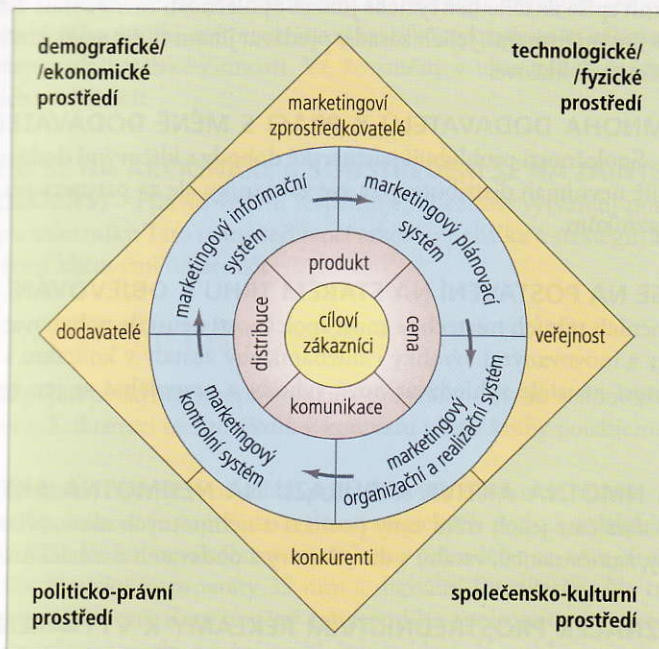 demografické/
/ekonomické
prostředí
technologické/
/fyzické
prostředí
marketingoví
zprostředkovatelé
marketingový informační
systém
marketingový plánovací
systém
produkt
distribuce
cíloví
zákazníci
cena
dodavatelé
veřejnost
komunikace
marketingový
kontrolní systém
marketingový
organizační a realizační systém
konkurenti
politicko-právní
prostředí
společensko-kulturní
prostředí